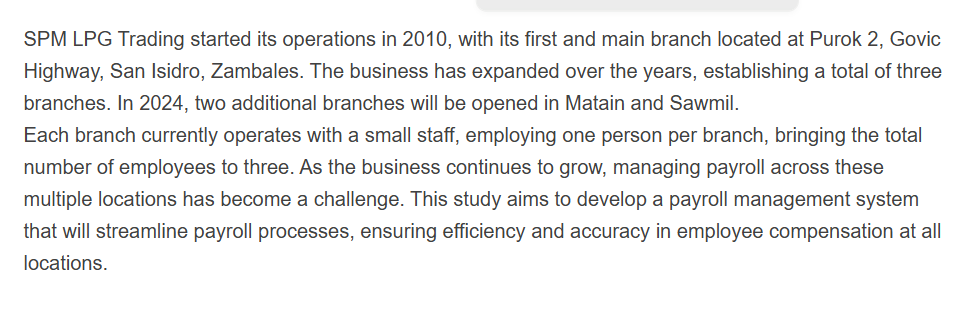 SPM LPG Trading started its operations in 2010, with its first and main branch located at Purok 2, Govic
Highway, San Isidro, Zambales. The business has expanded over the years, establishing a total of three
branches. In 2024, two additional branches will be opened in Matain and Sawmil.
Each branch currently operates with a small staff, employing one person per branch, bringing the total
number of employees to three. As the business continues to grow, managing payroll across these
multiple locations has become a challenge. This study aims to develop a payroll management system
that will streamline payroll processes, ensuring efficiency and accuracy in employee compensation at all
locations.